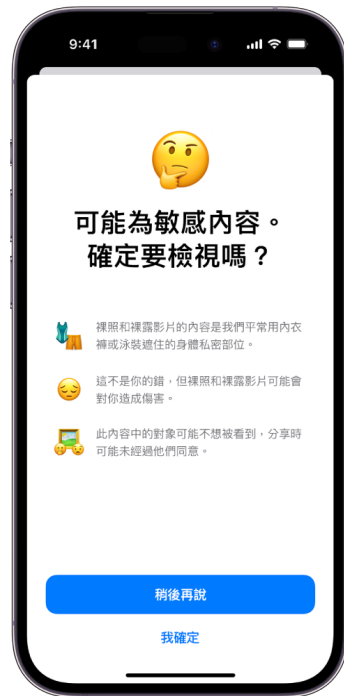 9:41
可能為敏感內容。
確定要檢視嗎？
裸照和裸露影片的內容是我們平常用內衣
褲或泳裝遮住的身體私密部位。
這不是你的錯，但裸照和裸露影片可能會
對你造成傷害。
此內容中的對象可能不想被看到，分享時
可能未經過他們同意。
稍後再說
我確定